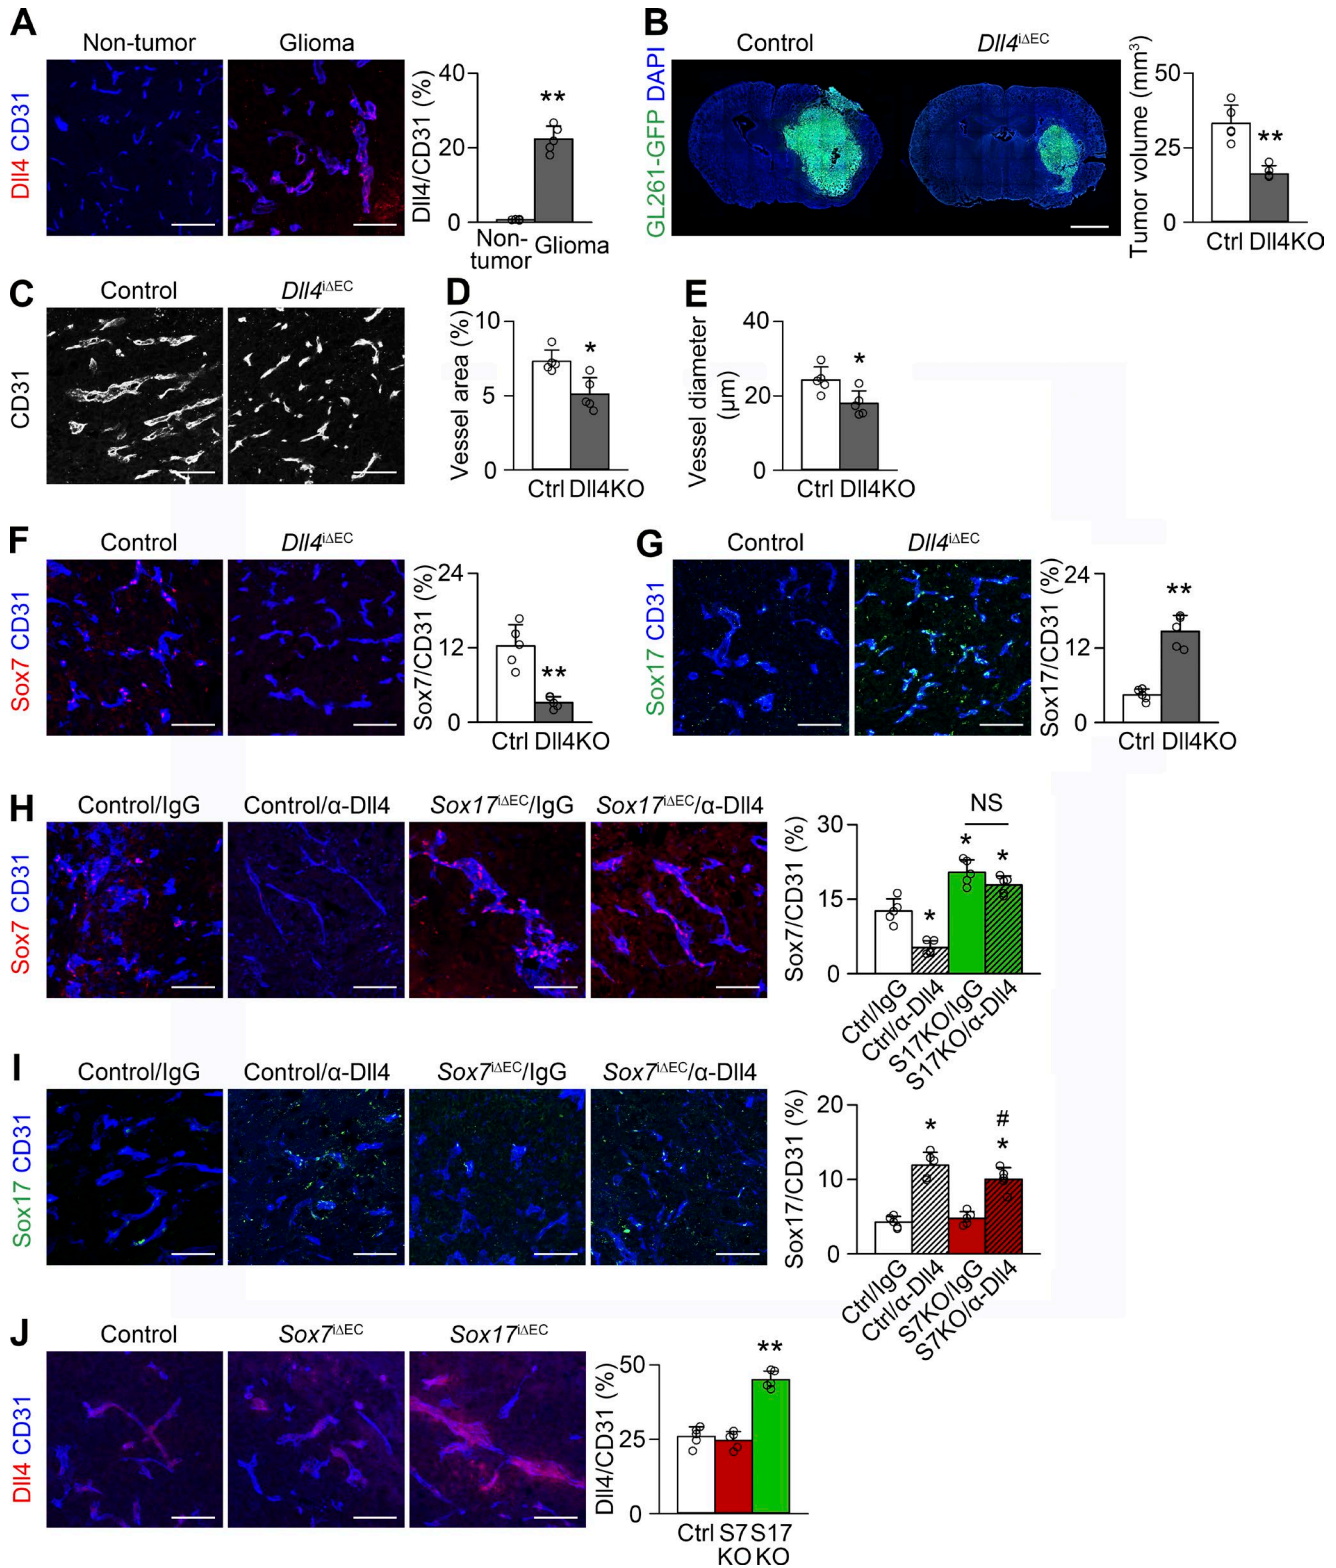 A
Non-tumor
Glioma
Dll4 CD31
Dll4/CD31 (%)
40
20
0
**
Non-
tumor
Glioma
B
Control
Dll4iΔEC
GL261-GFP DAPI
Tumor volume (mm3)
50
25
0
**
Ctrl Dll4KO
C
Control
Dll4iΔEC
CD31
D
Vessel area (%)
10
5
0
*
Ctrl Dll4KO
E
Vessel diameter
(µm)
40
20
0
*
Ctrl Dll4KO
F
Control
Dll4iΔEC
Sox7 CD31
Sox7/CD31 (%)
24
12
0
**
Ctrl Dll4KO
G
Control
Dll4iΔEC
Sox17 CD31
Sox17/CD31 (%)
24
12
0
**
Ctrl Dll4KO
H
Control/IgG
Control/α-Dll4
Sox17iΔEC/IgG
Sox17iΔEC/α-Dll4
Sox7 CD31
Sox7/CD31 (%)
30
15
0
*
*
*
NS
Ctrl/IgG
Ctrl/α-Dll4
S17KO/IgG
S17KO/α-Dll4
I
Control/IgG
Control/α-Dll4
Sox7iΔEC/IgG
Sox7iΔEC/α-Dll4
Sox17 CD31
Sox17/CD31 (%)
20
10
0
*
#
*
Ctrl/IgG
Ctrl/α-Dll4
S7KO/IgG
S7KO/α-Dll4
J
Control
Sox7iΔEC
Sox17iΔEC
Dll4 CD31
Dll4/CD31 (%)
50
25
0
**
Ctrl S7 S17
KO KO